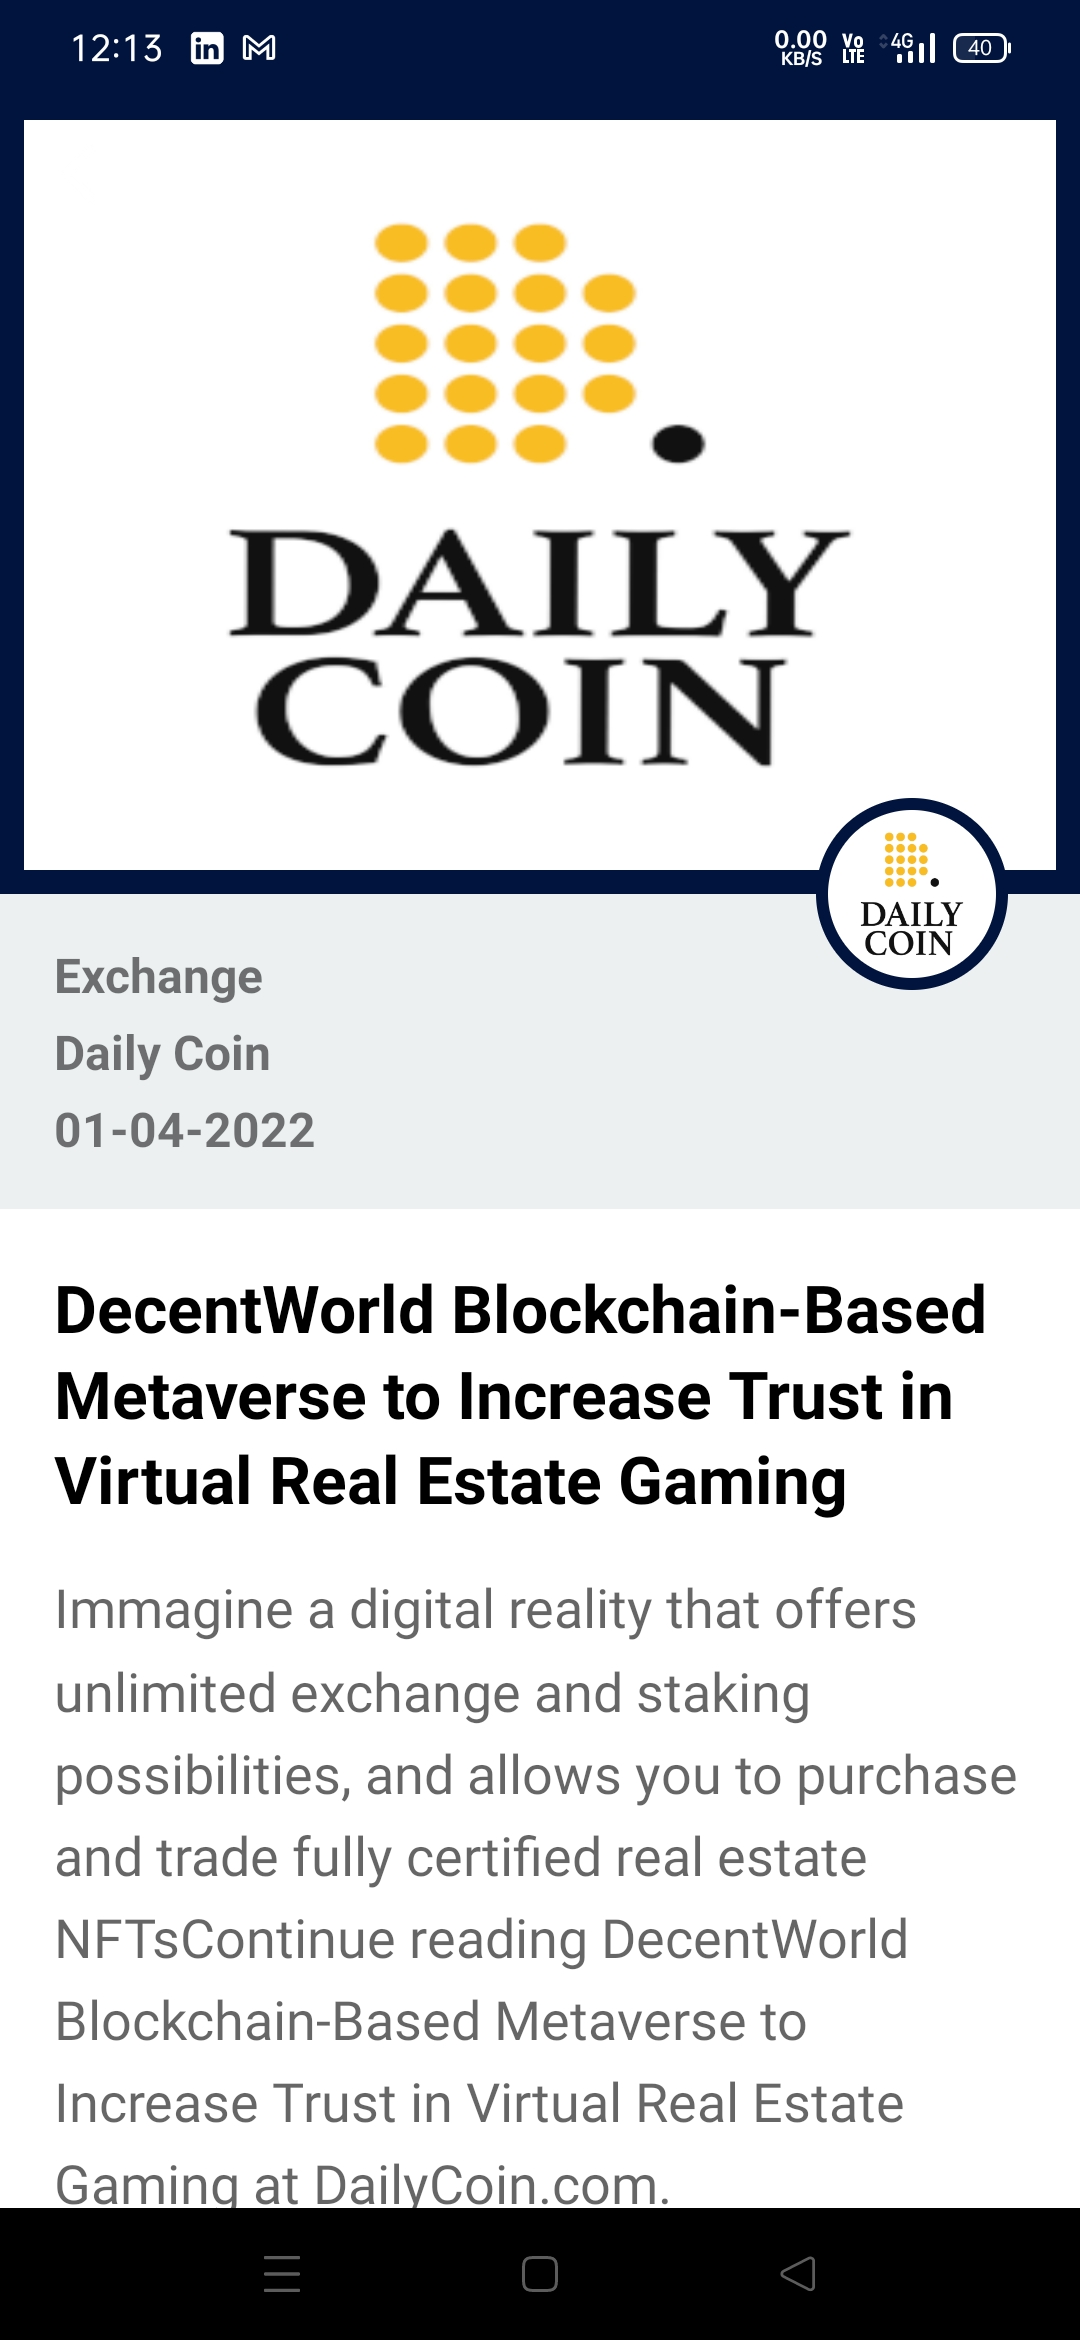 12:13
0.00 KB/S Vo LTE 4G 40
DAILY
COIN
DAILY
COIN
Exchange
Daily Coin
01-04-2022
DecentWorld Blockchain-Based
Metaverse to Increase Trust in
Virtual Real Estate Gaming
Immagine a digital reality that offers
unlimited exchange and staking
possibilities, and allows you to purchase
and trade fully certified real estate
NFTsContinue reading DecentWorld
Blockchain-Based Metaverse to
Increase Trust in Virtual Real Estate
Gaming at DailyCoin.com.